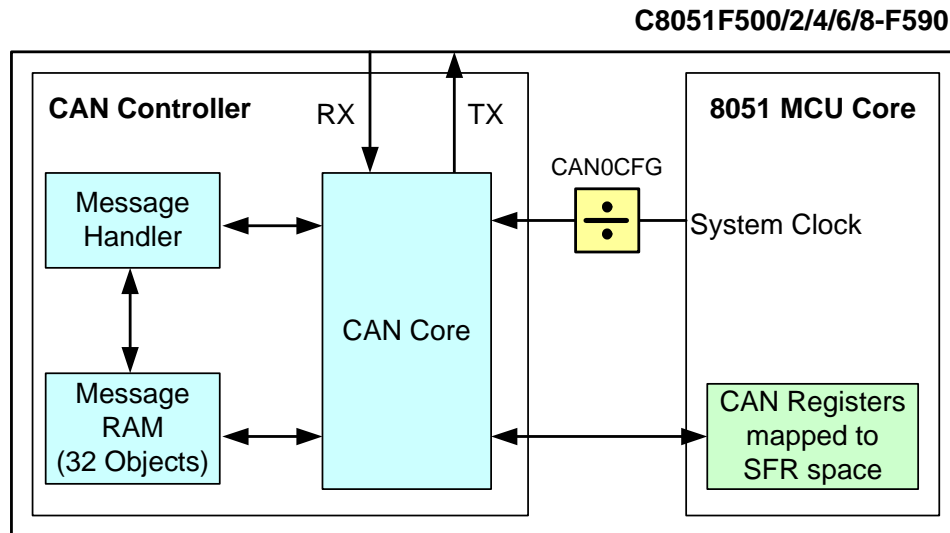 C8051F500/2/4/6/8-F590
CAN Controller
RX
TX
8051 MCU Core
CAN0CFG
÷
System Clock
Message
Handler
CAN Core
Message
RAM
(32 Objects)
CAN Registers
mapped to
SFR space